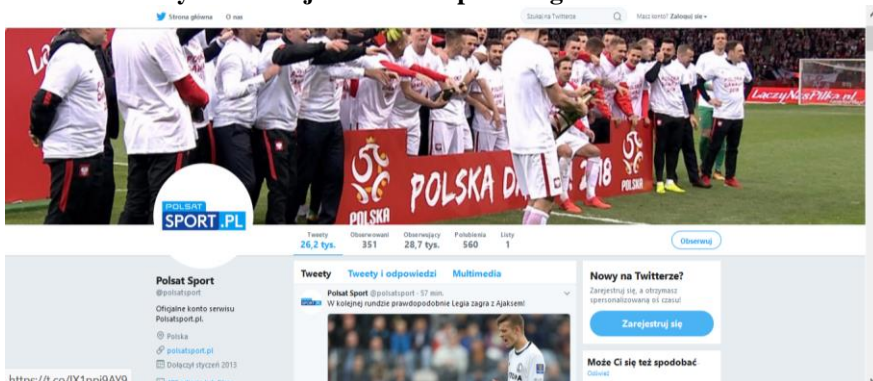 Strona główna O nas
Szukaj na Twitterze
Masz konto? Zaloguj się
ŁączyNasPiłka.pl
POLSKA
POLSKA
2018
POLSKA
POLSAT
SPORT.PL
Tweety Obserwowani Obserwujący Polubienia Listy
26,2 tys. 351 28,7 tys. 560 1
Obserwuj
Polsat Sport
@polsatsport
Oficjalne konto serwisu
Polsatsport.pl.
Polska
polsatsport.pl
Dołączył styczeń 2013
Tweety Tweety i odpowiedzi Multimedia
Polsat Sport @polsatsport · 57 min.
W kolejnej rundzie prawdopodobnie Legia zagra z Ajaksem!
Nowy na Twitterze?
Zarejestruj się, a otrzymasz
spersonalizowaną oś czasu!
Zarejestruj się
Może Ci się też spodobać
Odśwież